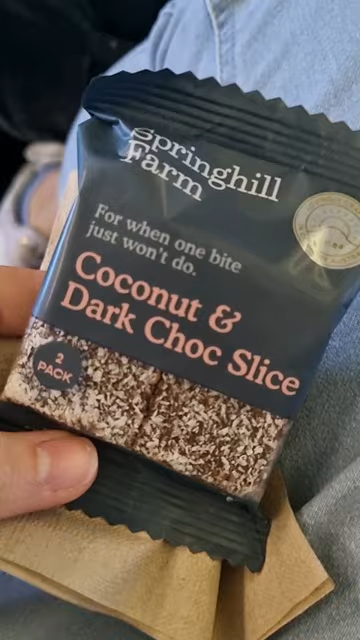 Springhill
Farm
For when one bite
just won't do.
Coconut &
Dark Choc Slice
2
PACK